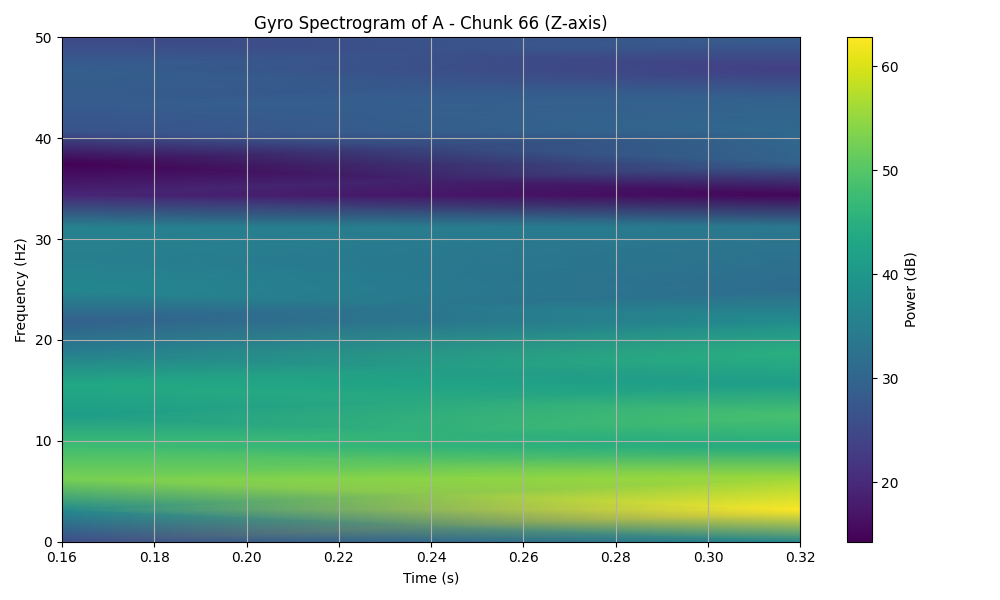 Gyro Spectrogram of A - Chunk 66 (Z-axis)
50
40
30
20
10
0
Frequency (Hz)
0.16 0.18 0.20 0.22 0.24 0.26 0.28 0.30 0.32
Time (s)
60
50
40
30
20
Power (dB)